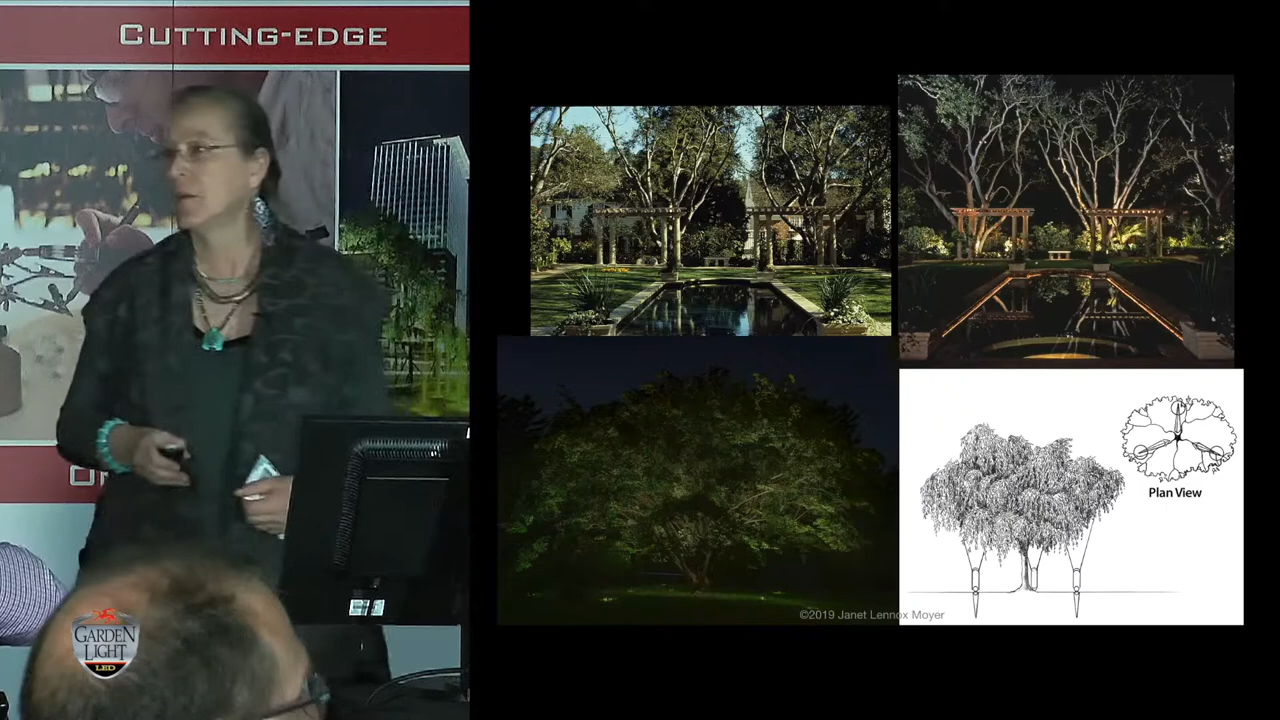 CUTTING-EDGE
GARDEN
LIGHT
LED
Plan View
©2019 Janet Lennox Moyer